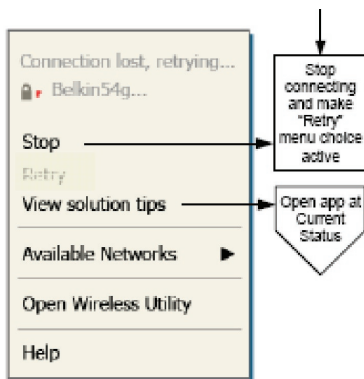 Connection lost, retrying...
Belkin54g...
Stop
Retry
View solution tips
Available Networks
Open Wireless Utility
Help
Stop
connecting
and make
"Retry"
menu choice
active
Open app at
Current
Status